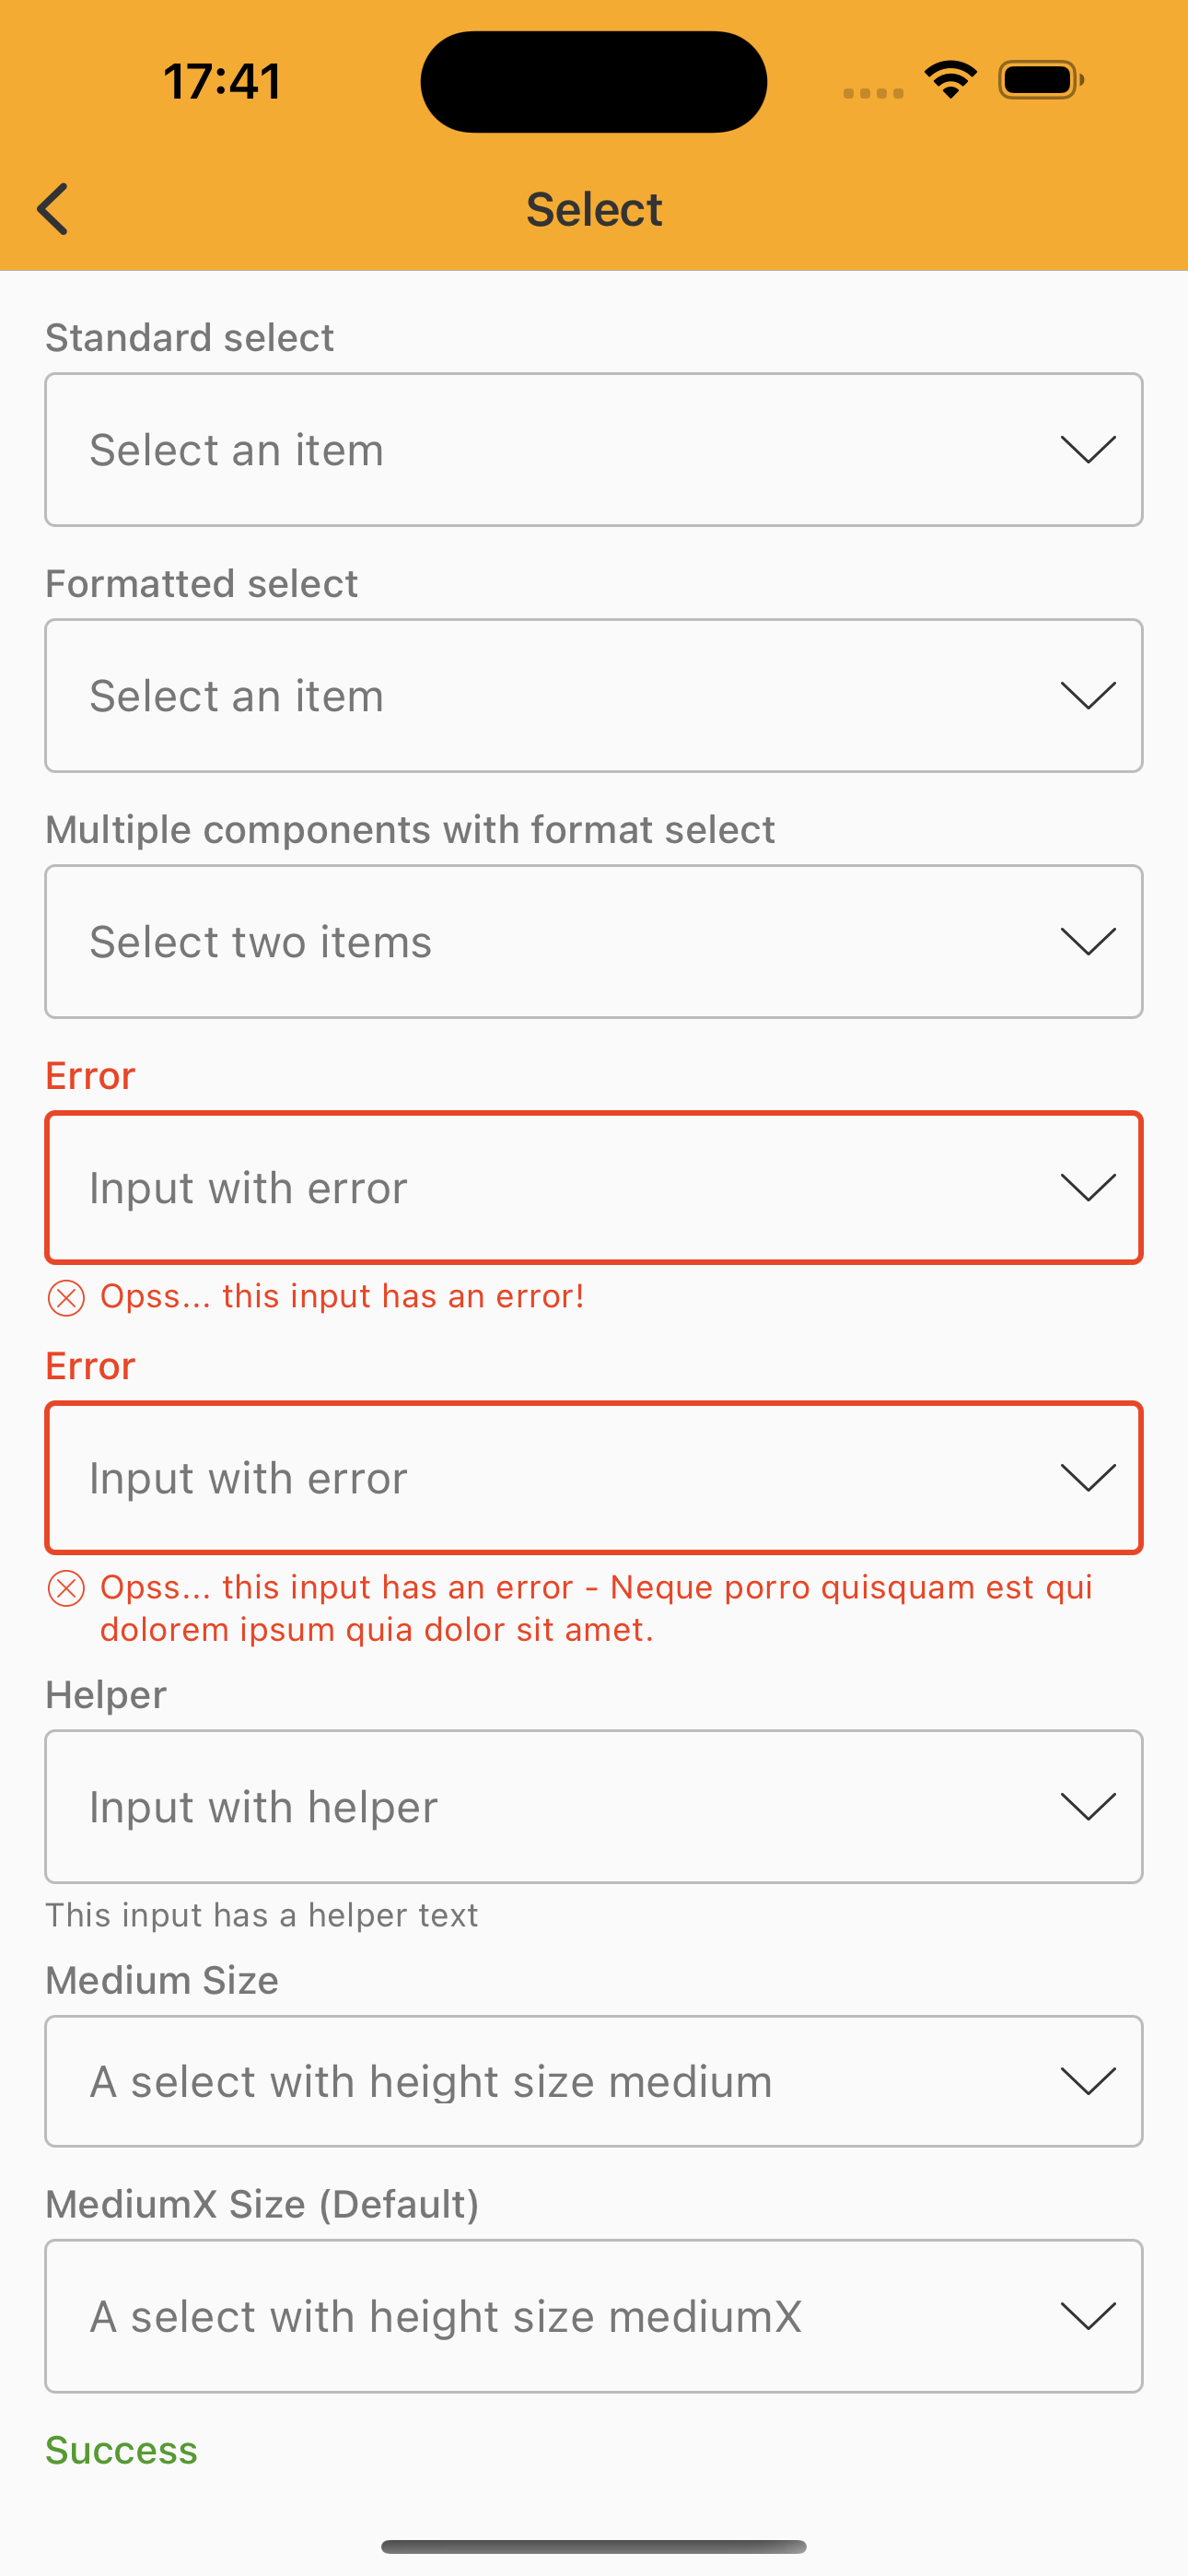 17:41
Select
Standard select
Select an item
Formatted select
Select an item
Multiple components with format select
Select two items
Error
Input with error
Opss... this input has an error!
Error
Input with error
Opss... this input has an error - Neque porro quisquam est qui
dolorem ipsum quia dolor sit amet.
Helper
Input with helper
This input has a helper text
Medium Size
A select with height size medium
MediumX Size (Default)
A select with height size mediumX
Success